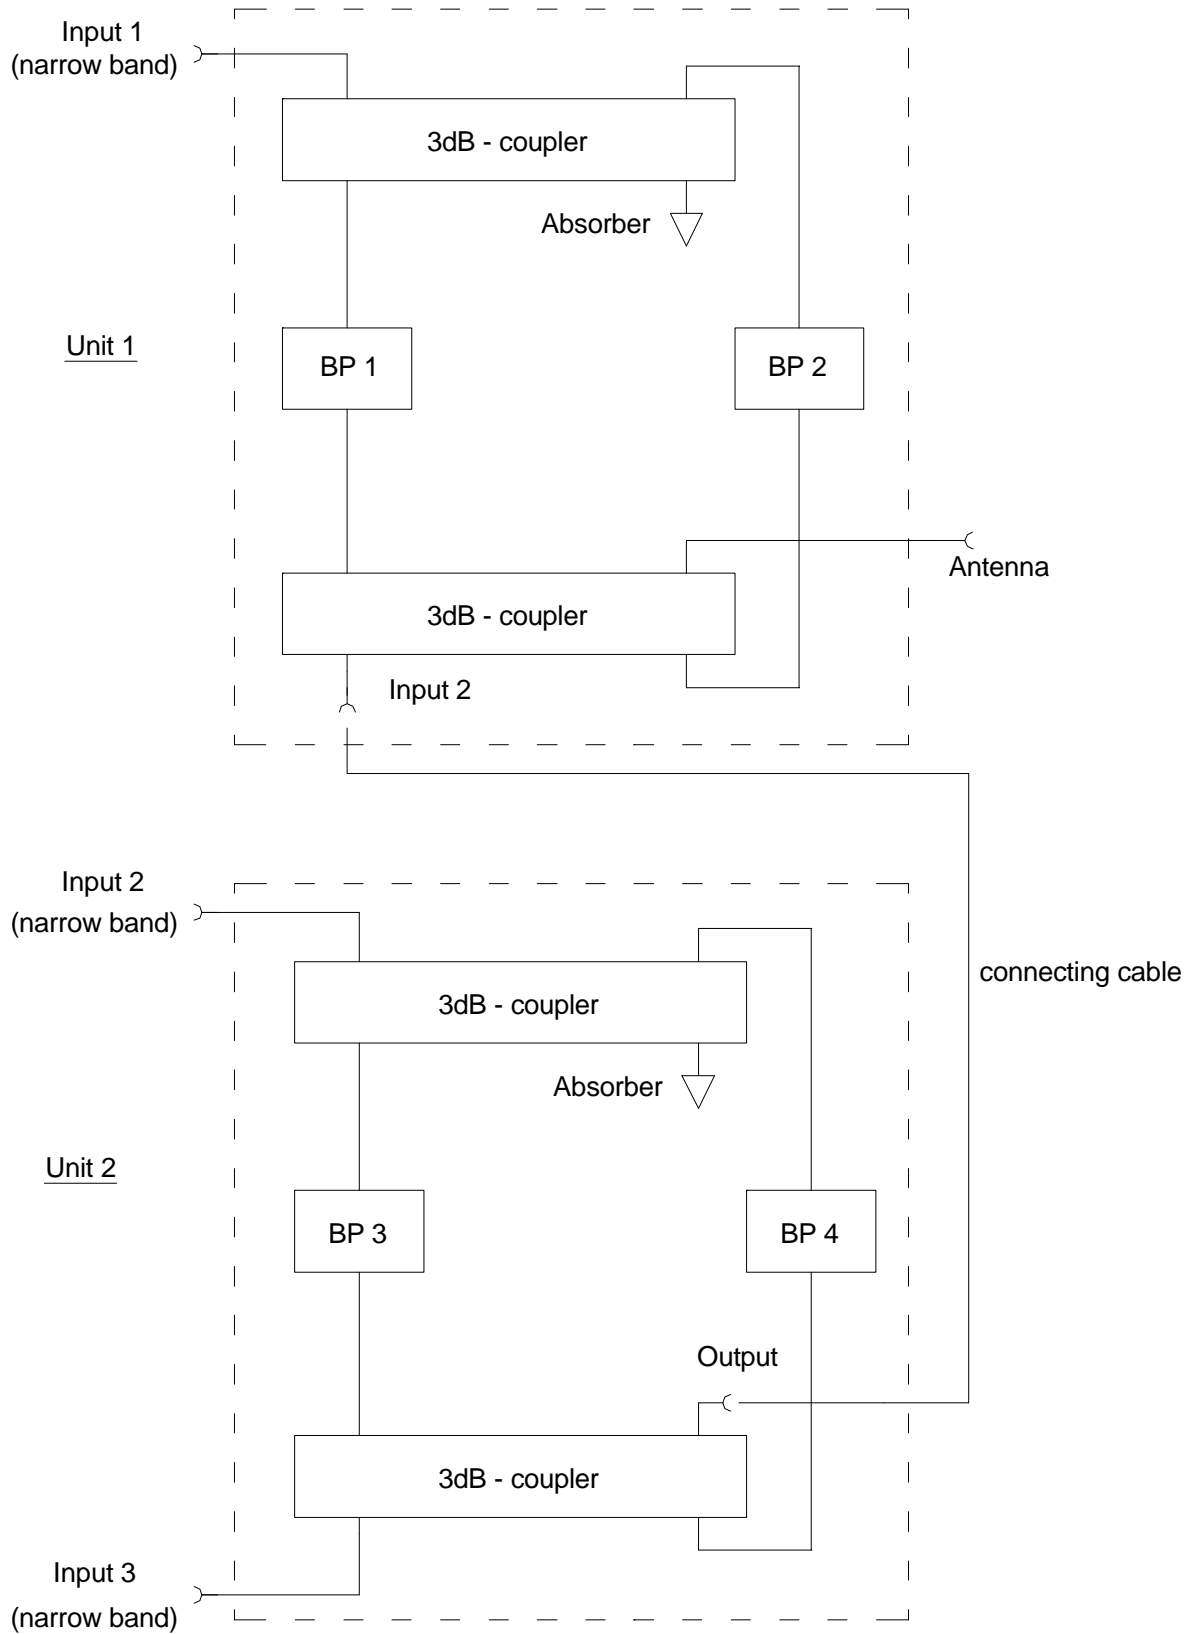 Input 1
(narrow band)
3dB - coupler
Absorber
Unit 1
BP 1
BP 2
Antenna
3dB - coupler
Input 2
Input 2
(narrow band)
connecting cable
3dB - coupler
Absorber
Unit 2
BP 3
BP 4
Output
3dB - coupler
Input 3
(narrow band)